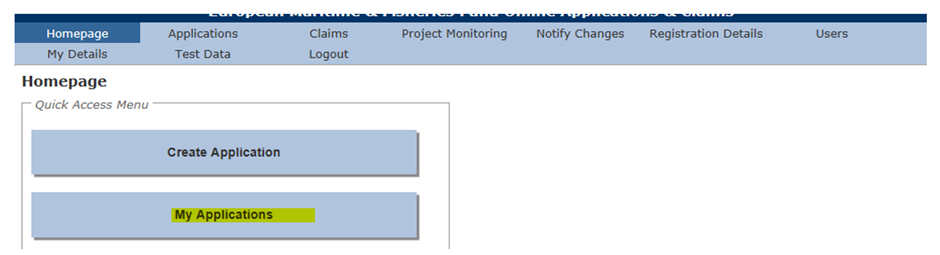 European Maritime & Fisheries Fund Online Applications & Claims
Homepage Applications Claims Project Monitoring Notify Changes Registration Details Users
My Details Test Data Logout
Homepage
Quick Access Menu
Create Application
My Applications